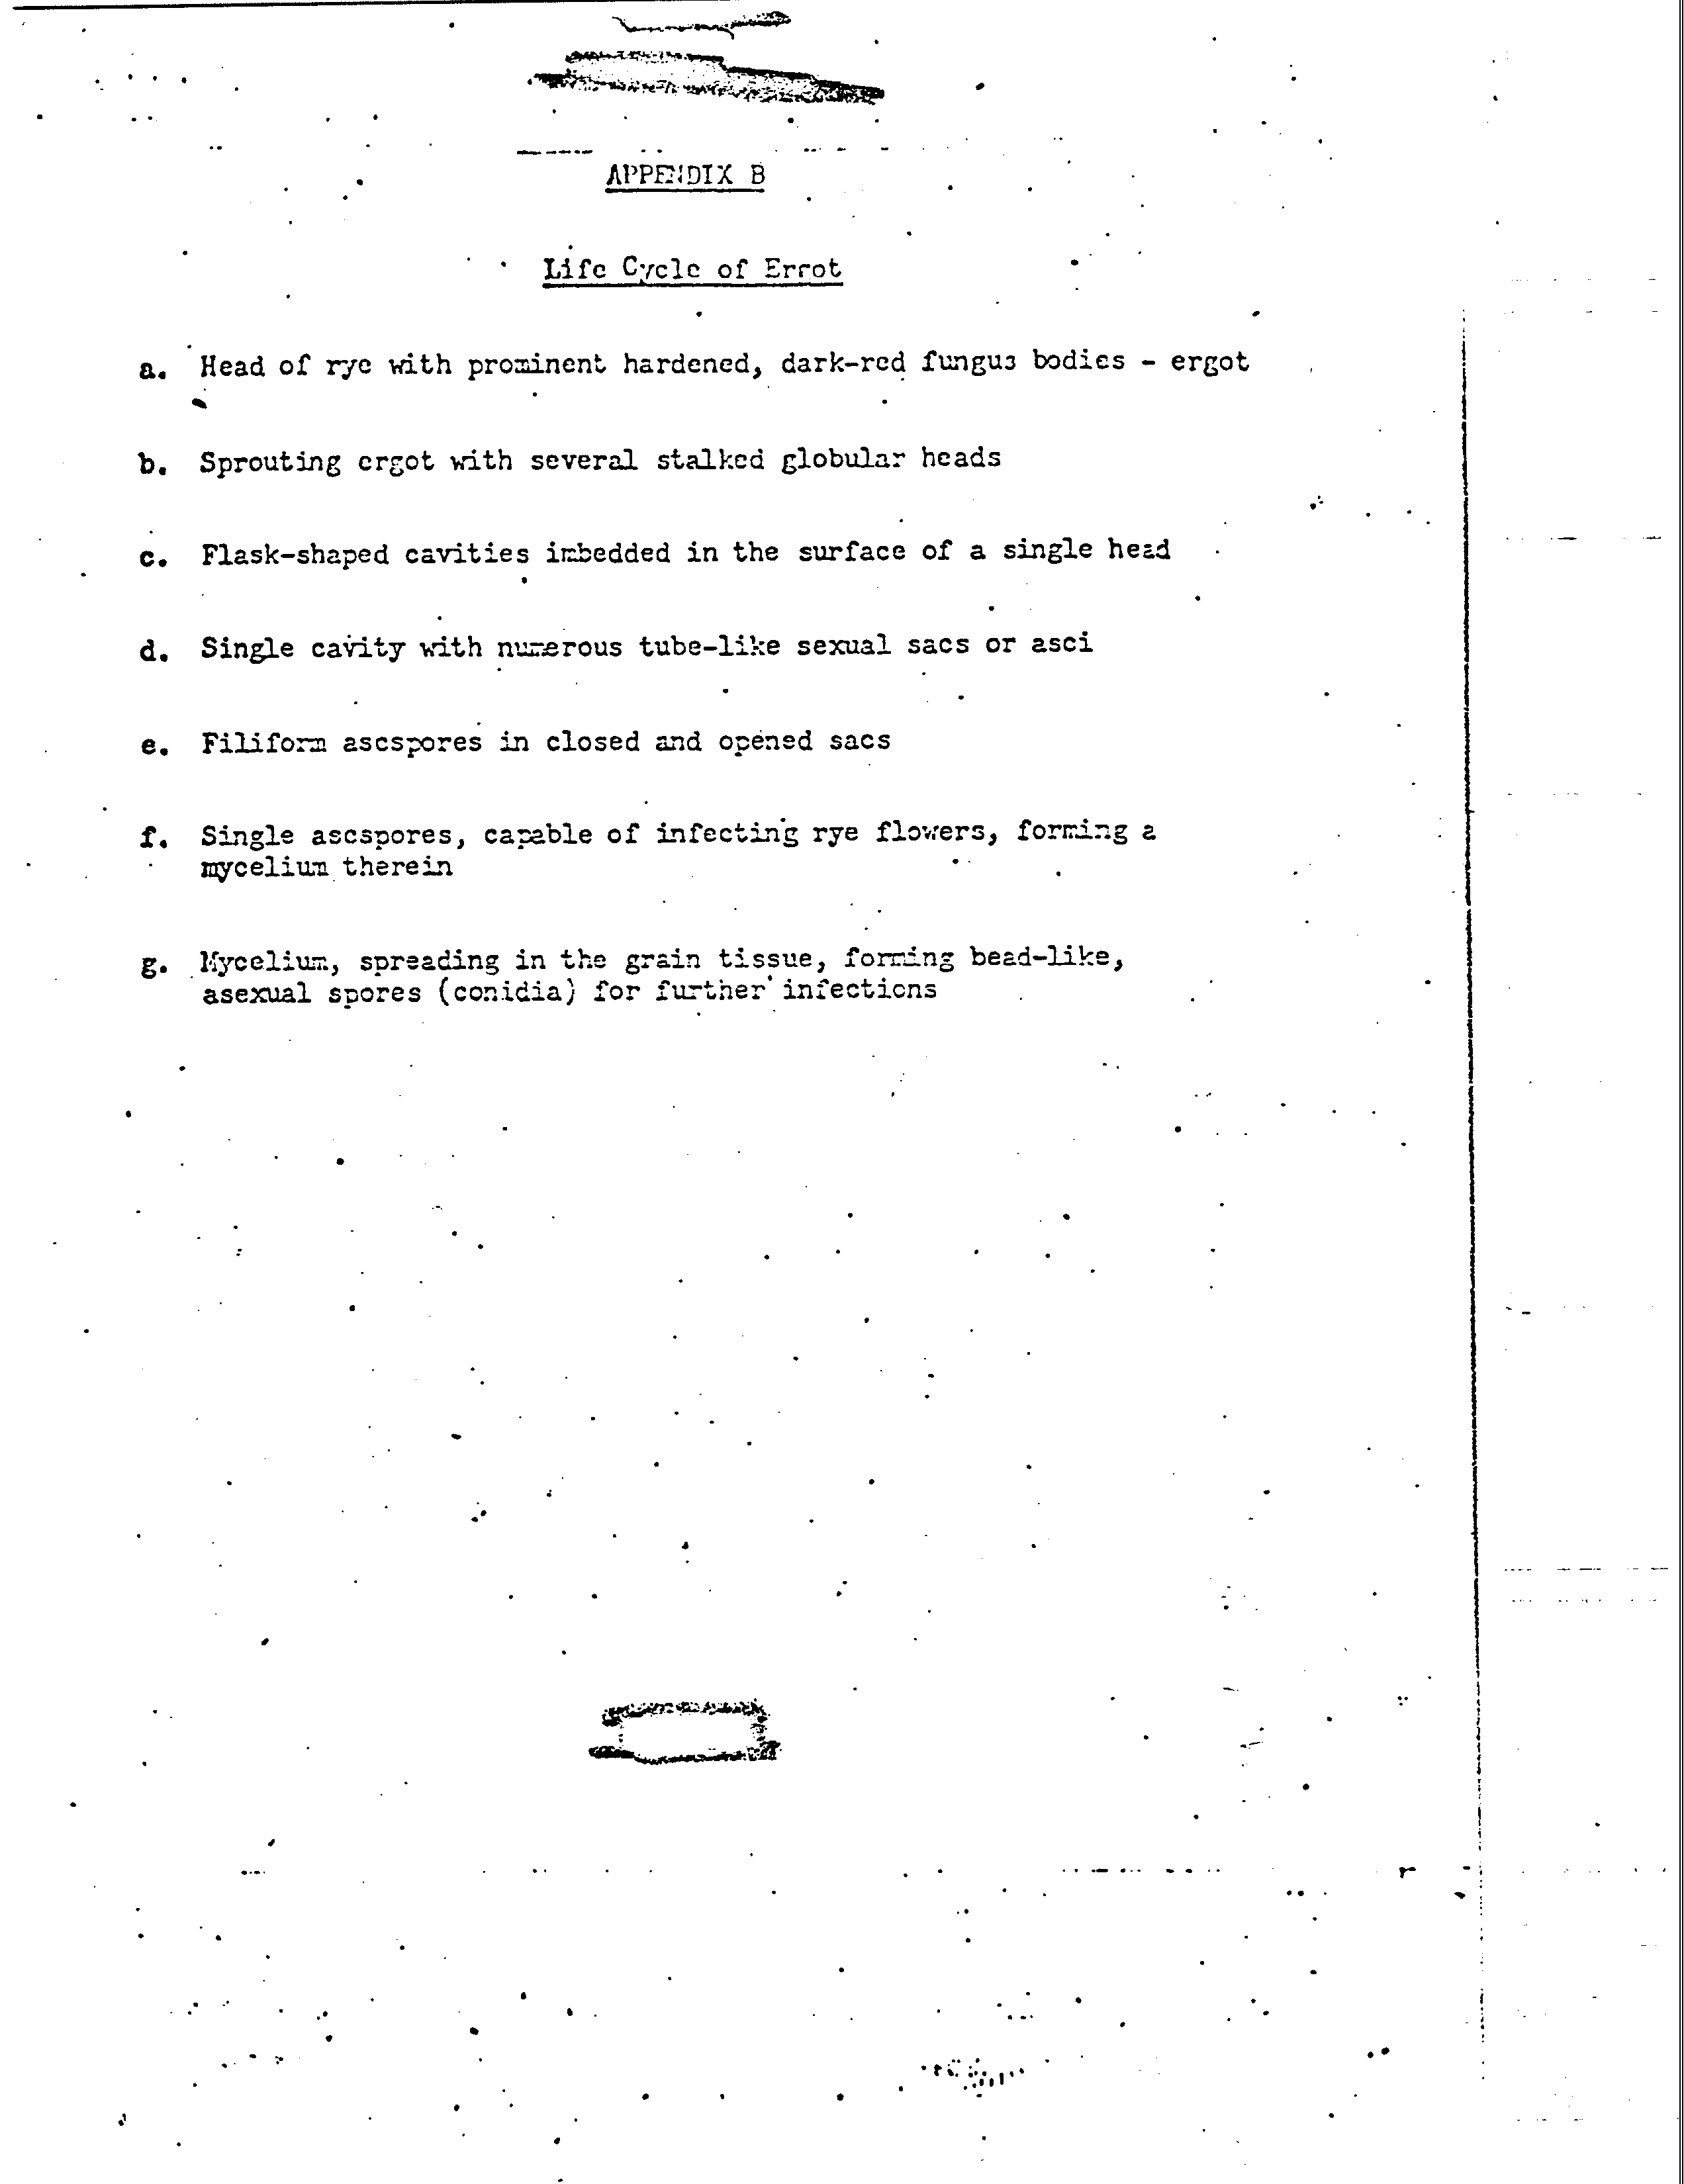 APPENDIX B
Life Cycle of Ergot
a. Head of rye with prominent hardened, dark-red fungus bodies - ergot
b. Sprouting ergot with several stalked globular heads
c. Flask-shaped cavities imbedded in the surface of a single head
d. Single cavity with numerous tube-like sexual sacs or asci
e. Filiform ascspores in closed and opened sacs
f. Single ascspores, capable of infecting rye flowers, forming a
mycelium therein
g. Mycelium, spreading in the grain tissue, forming bead-like,
asexual spores (conidia) for further infections